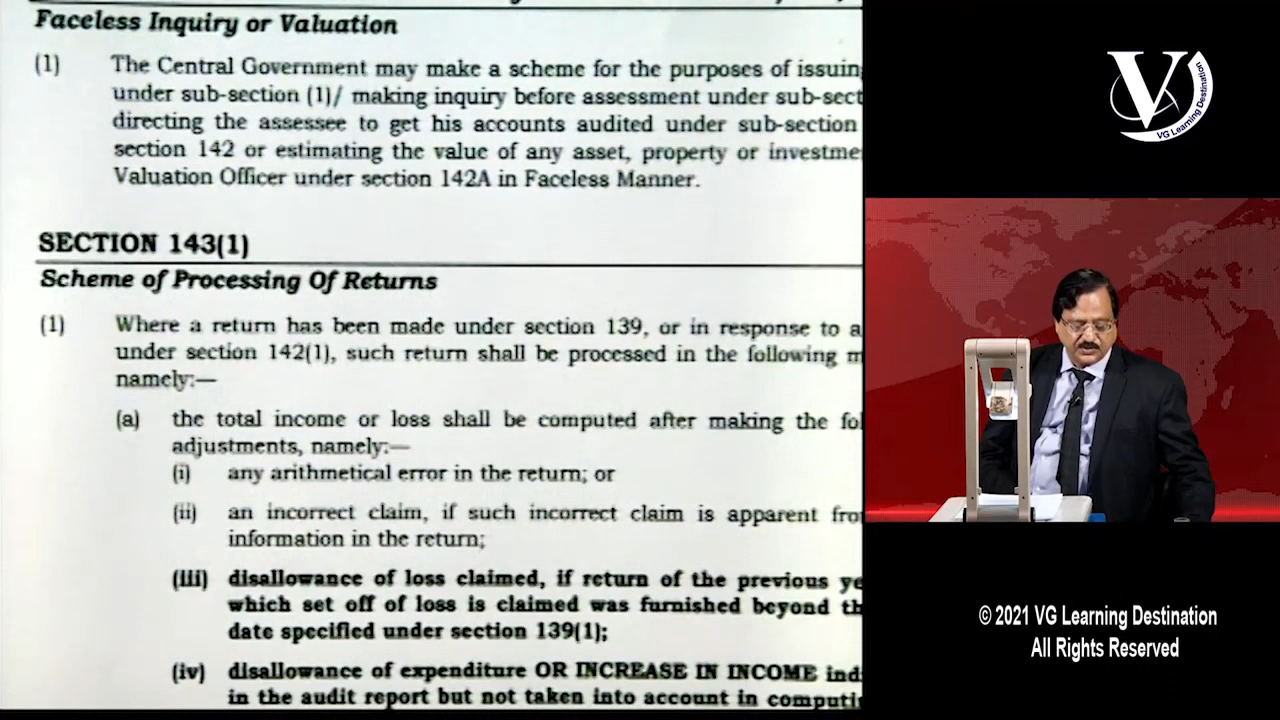 Faceless Inquiry or Valuation
(1) The Central Government may make a scheme for the purposes of issuing
under sub-section (1)/ making inquiry before assessment under sub-sect
directing the assessee to get his accounts audited under sub-section
section 142 or estimating the value of any asset, property or investme
Valuation Officer under section 142A in Faceless Manner.
SECTION 143(1)
Scheme of Processing Of Returns
(1) Where a return has been made under section 139, or in response to a
under section 142(1), such return shall be processed in the following m
namely:—
(a) the total income or loss shall be computed after making the fol
adjustments, namely:—
(i) any arithmetical error in the return; or
(ii) an incorrect claim, if such incorrect claim is apparent from
information in the return;
(iii) disallowance of loss claimed, if return of the previous ye
which set off of loss is claimed was furnished beyond th
date specified under section 139(1);
(iv) disallowance of expenditure OR INCREASE IN INCOME indi
in the audit report but not taken into account in computi
V
VG Learning Destination
© 2021 VG Learning Destination
All Rights Reserved